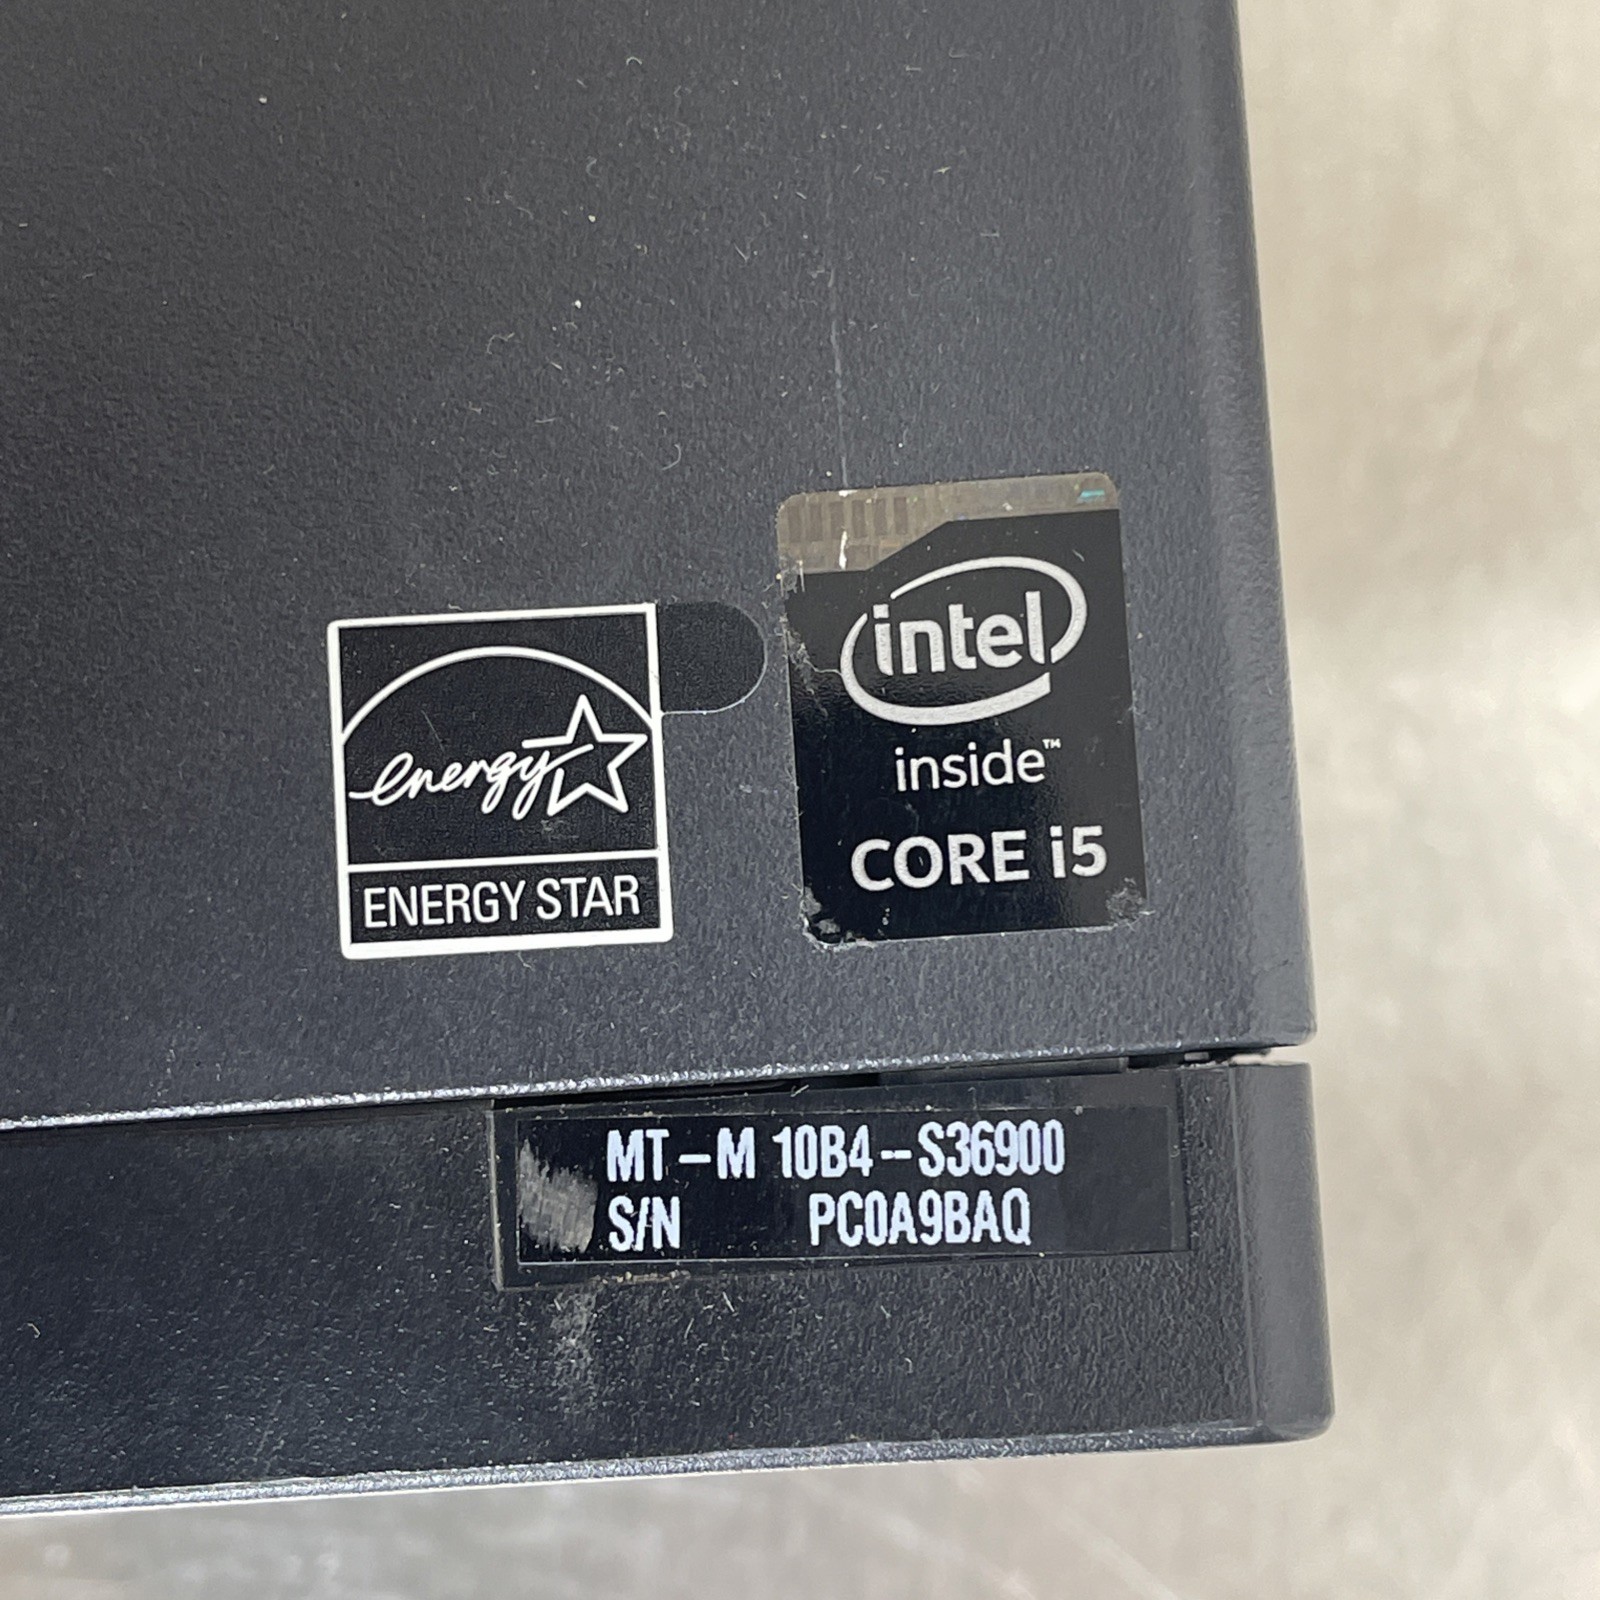 energy
ENERGY STAR
intel
inside™
CORE i5
MT-M 10B4--S36900
S/N PC0A9BAQ